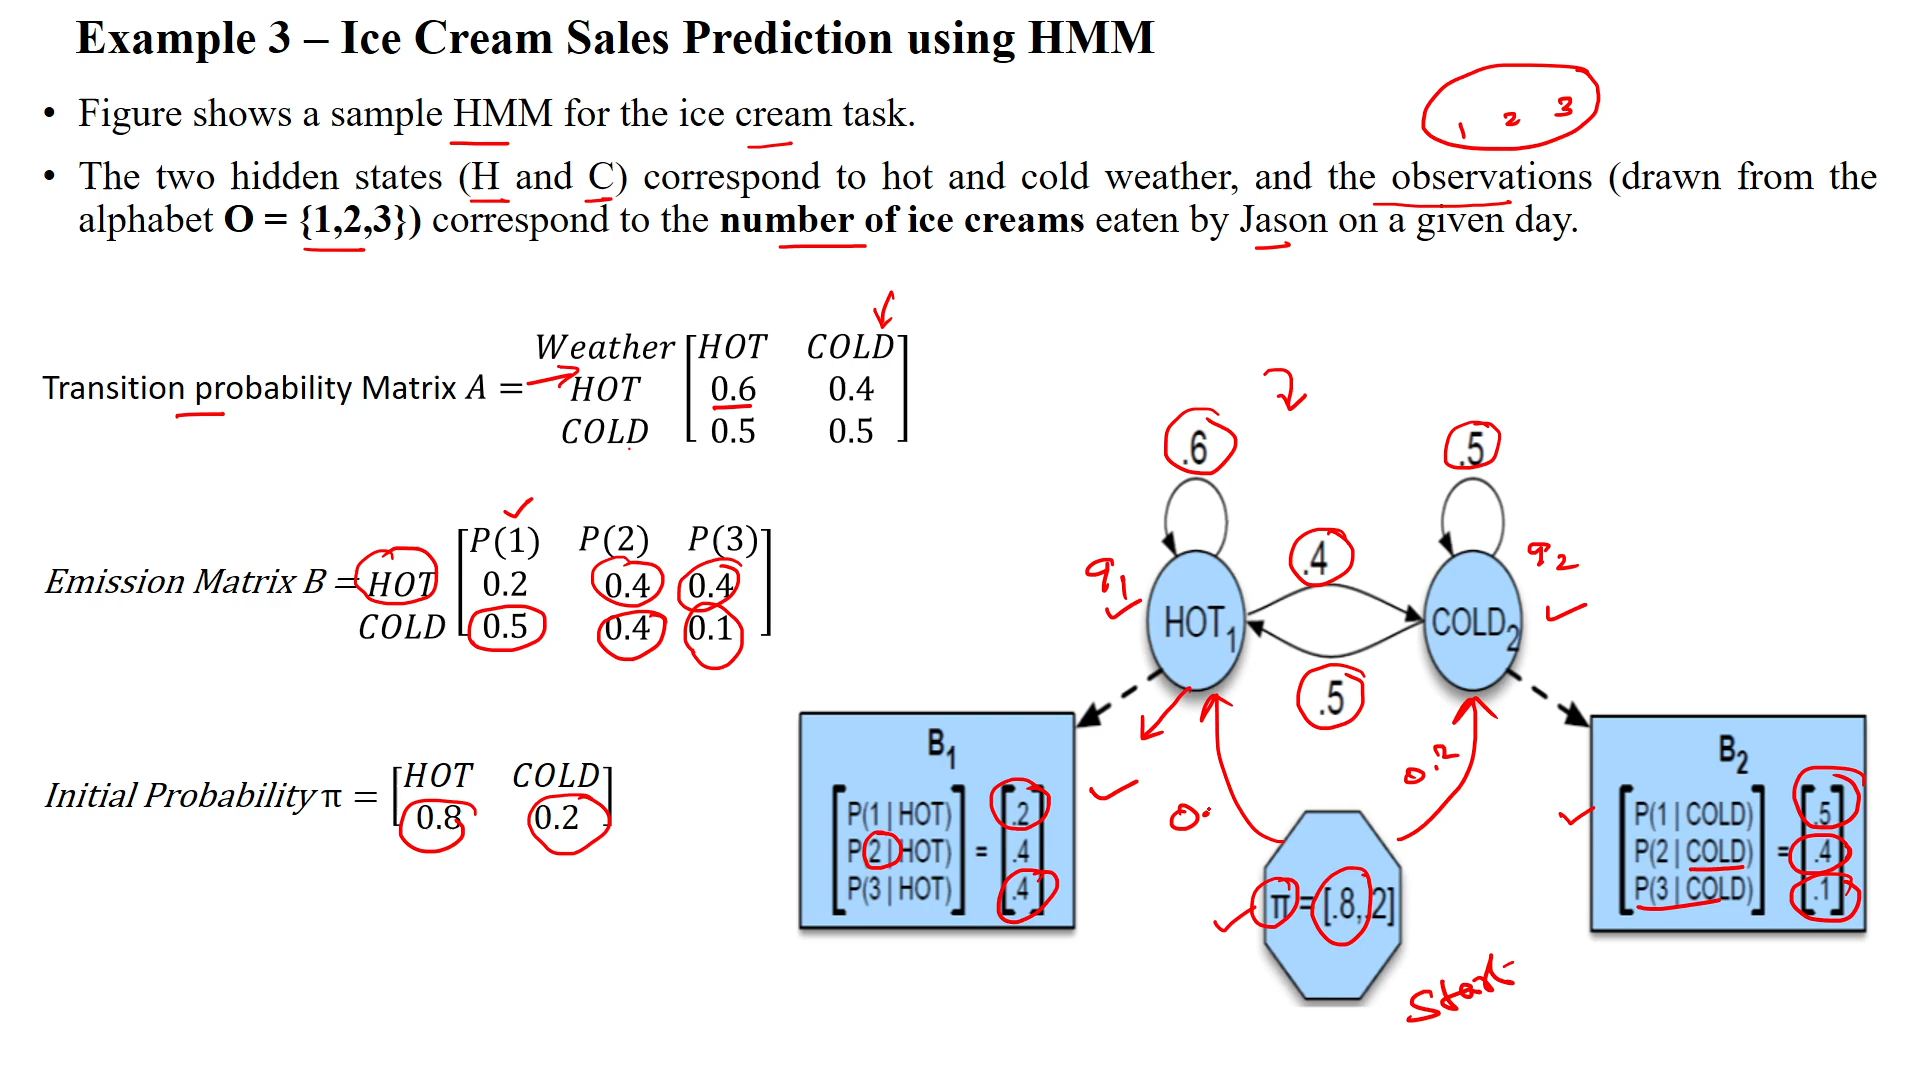 Example 3 – Ice Cream Sales Prediction using HMM
• Figure shows a sample HMM for the ice cream task.
1 2 3
• The two hidden states (H and C) correspond to hot and cold weather, and the observations (drawn from the
alphabet O = {1,2,3}) correspond to the number of ice creams eaten by Jason on a given day.
Weather HOT COLD
Transition probability Matrix A = HOT 0.6 0.4
COLD 0.5 0.5
P(1) P(2) P(3)
Emission Matrix B = HOT 0.2 0.4 0.4
COLD 0.5 0.4 0.1
HOT COLD
Initial Probability π = 0.8 0.2
.6 .5
.4
q1 q2
HOT1 COLD2
.5
0. 0.2
B1
P(1 | HOT) .2
P(2 | HOT) = .4
P(3 | HOT) .4
π = [.8, .2]
Start
B2
P(1 | COLD) .5
P(2 | COLD) = .4
P(3 | COLD) .1